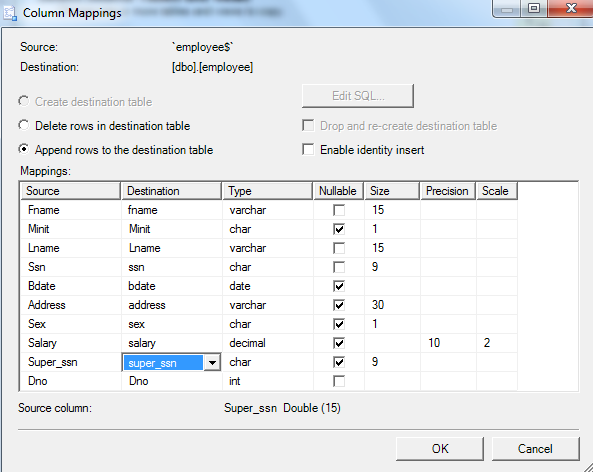 Column Mappings
Source: `employee$`
Destination: [dbo].[employee]
Create destination table
Edit SQL...
Delete rows in destination table
Drop and re-create destination table
Append rows to the destination table
Enable identity insert
Mappings:
Source Destination Type Nullable Size Precision Scale
Fname fname varchar 15
Minit Minit char 1
Lname Lname varchar 15
Ssn ssn char 9
Bdate bdate date
Address address varchar 30
Sex sex char 1
Salary salary decimal 10 2
Super_ssn super_ssn char 9
Dno Dno int
Source column: Super_ssn Double (15)
OK Cancel